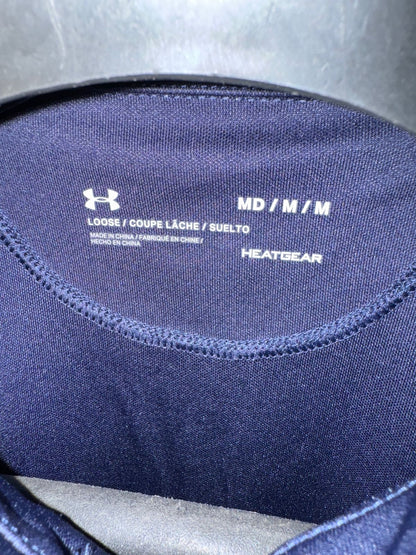 MD / M / M
LOOSE / COUPE LÂCHE / SUELTO
MADE IN CHINA / FABRIQUÉ EN CHINE /
HECHO EN CHINA
HEATGEAR